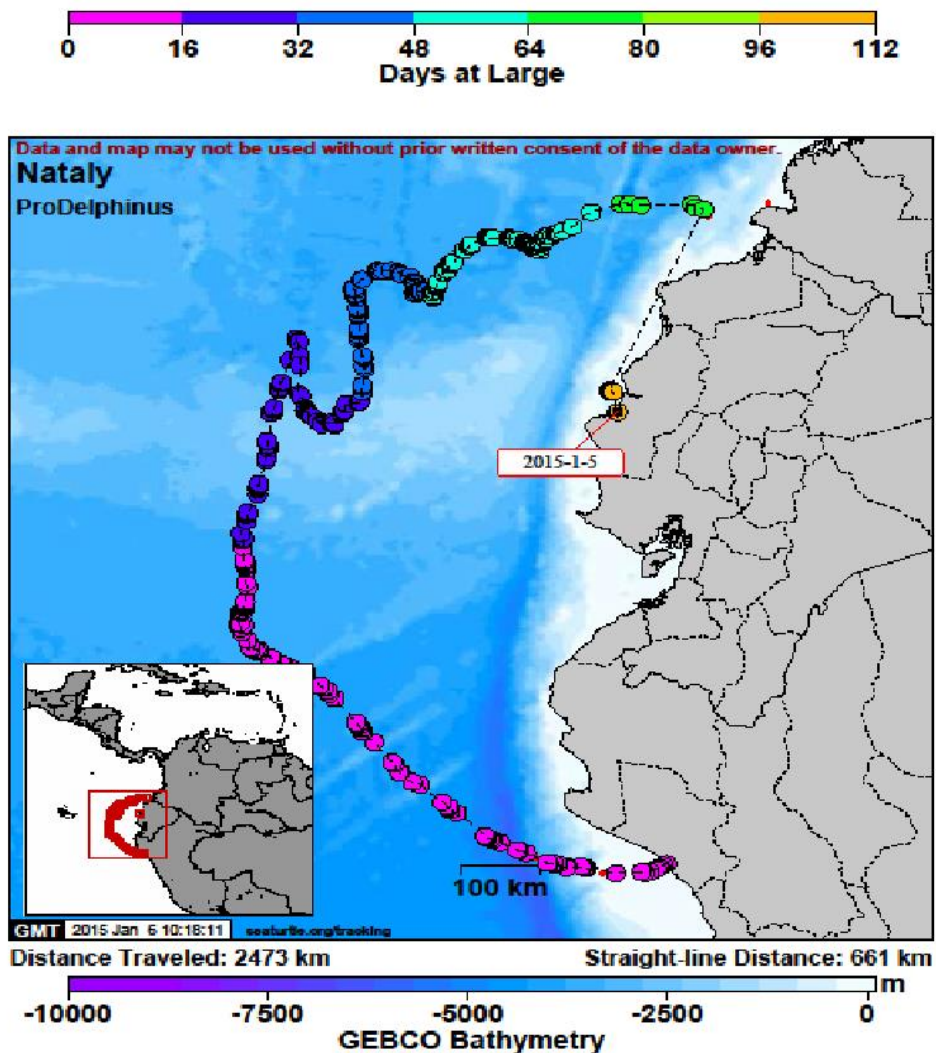 0 16 32 48 64 80 96 112
Days at Large
Data and map may not be used without prior written consent of the data owner.
Nataly
ProDelphinus
2015-1-5
100 km
GMT 2015 Jan 6 10:18:11 seaturtle.org/tracking
Distance Traveled: 2473 km Straight-line Distance: 661 km
m
-10000 -7500 -5000 -2500 0
GEBCO Bathymetry